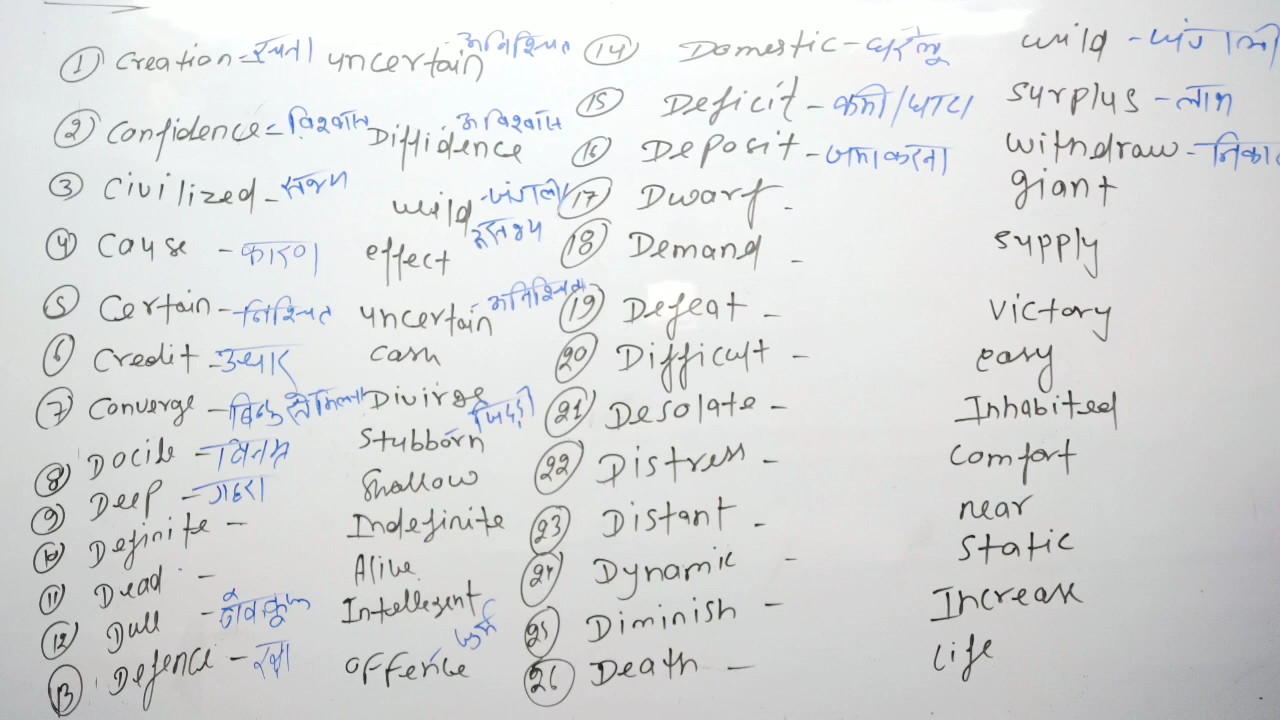 ① Creation - रचना uncertain अनिश्चित
② Confidence = विश्वास Diffidence अविश्वास
③ Civilized - सभ्य wild - जंगली
④ Cause - कारण effect
⑤ Certain - निश्चित uncertain अनिश्चित
⑥ Credit - उधार cash
⑦ Converge - Divirge
⑧ Docile - विनम्र Stubborn - जिद्दी
⑨ Deep - गहरा Shallow
⑩ Definite - Indefinite
⑪ Dead - Alive
⑫ Dull - Intellegent
⑬ Defence - offence
⑭ Domestic - घरेलू wild - जंगली
⑮ Deficit - कमी/घाटा surplus - लाभ
⑯ Deposit - जमा करना withdraw -
⑰ Dwarf - giant
⑱ Demand - supply
⑲ Defeat - victory
⑳ Difficult - easy
㉑ Desolate - Inhabited
㉒ Distress - comfort
㉓ Distant - near
㉔ Dynamic - Static
㉕ Diminish - Increase
㉖ Death - life